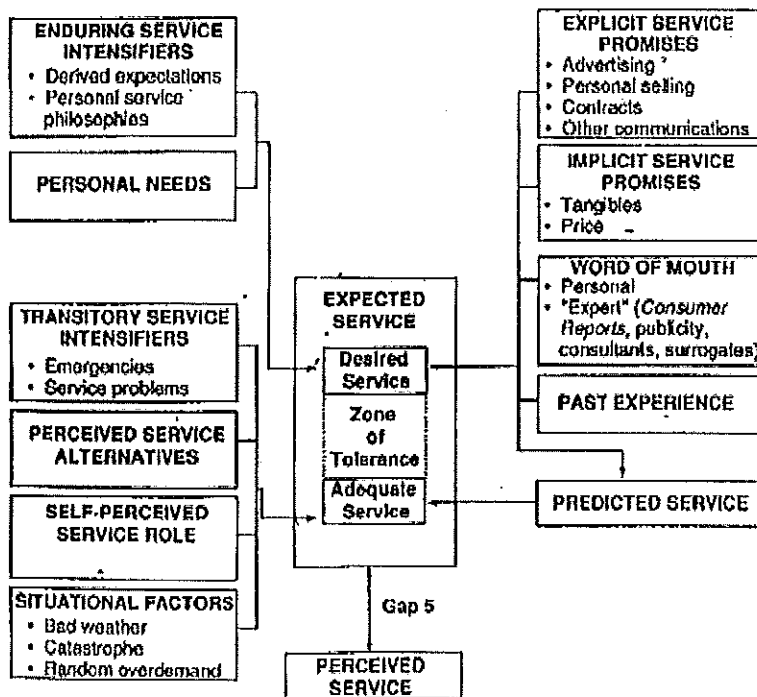 ENDURING SERVICE
INTENSIFIERS
• Derived expectations
• Personal service
philosophies
PERSONAL NEEDS
TRANSITORY SERVICE
INTENSIFIERS
• Emergencies
• Service problems
PERCEIVED SERVICE
ALTERNATIVES
SELF-PERCEIVED
SERVICE ROLE
SITUATIONAL FACTORS
• Bad weather
• Catastrophe
• Random overdemand
EXPECTED
SERVICE
Desired
Service
Zone
of
Tolerance
Adequate
Service
Gap 5
PERCEIVED
SERVICE
EXPLICIT SERVICE
PROMISES
• Advertising
• Personal selling
• Contracts
• Other communications
IMPLICIT SERVICE
PROMISES
• Tangibles
• Price
WORD OF MOUTH
• Personal
• "Expert" (Consumer
Reports, publicity,
consultants, surrogates)
PAST EXPERIENCE
PREDICTED SERVICE